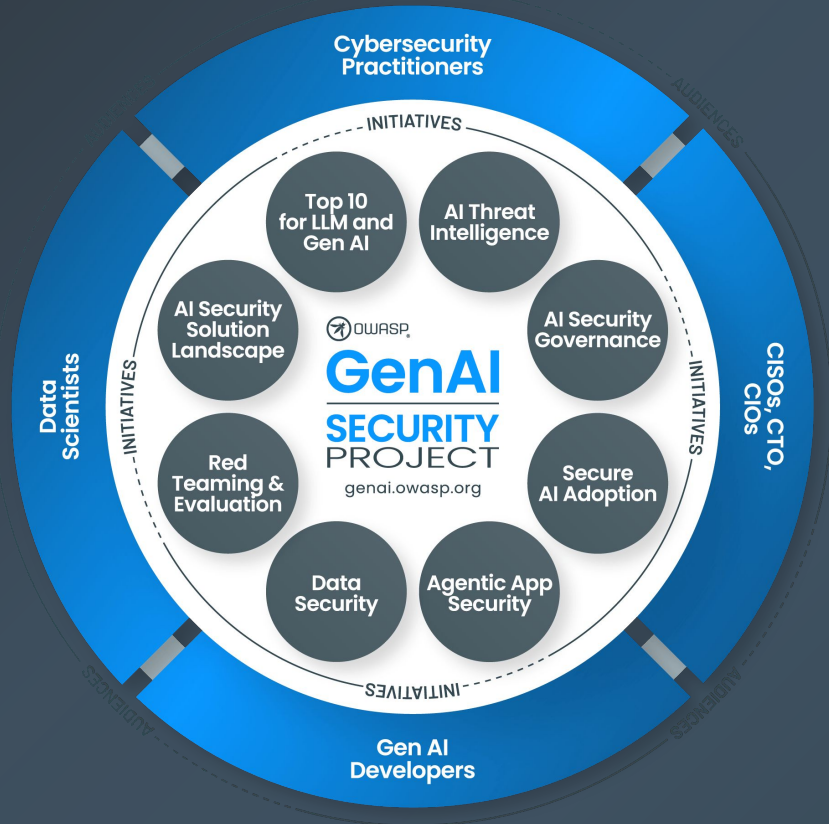 Cybersecurity
Practitioners
AUDIENCES
INITIATIVES
Top 10
for LLM and
Gen AI
AI Threat
Intelligence
AI Security
Solution
Landscape
AI Security
Governance
OWASP
GenAI
SECURITY
PROJECT
genai.owasp.org
Data
Scientists
INITIATIVES
INITIATIVES
CISOs, CTO,
CIOs
Red
Teaming &
Evaluation
Secure
AI Adoption
Data
Security
Agentic App
Security
INITIATIVES
AUDIENCES
AUDIENCES
Gen AI
Developers